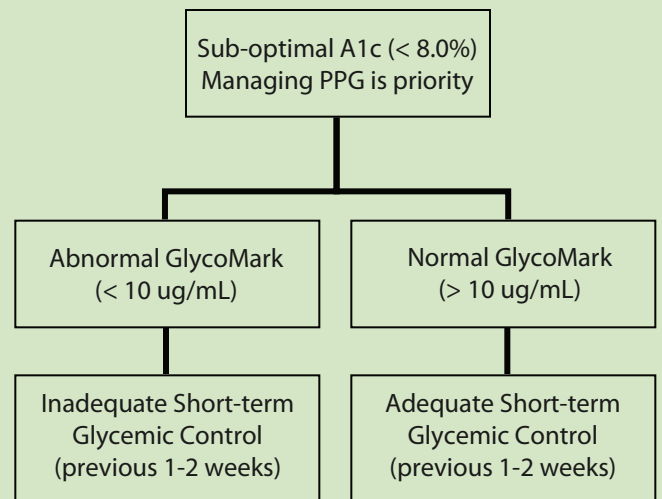 Sub-optimal A1c (< 8.0%)
Managing PPG is priority
Abnormal GlycoMark
(< 10 ug/mL)
Normal GlycoMark
(> 10 ug/mL)
Inadequate Short-term
Glycemic Control
(previous 1-2 weeks)
Adequate Short-term
Glycemic Control
(previous 1-2 weeks)